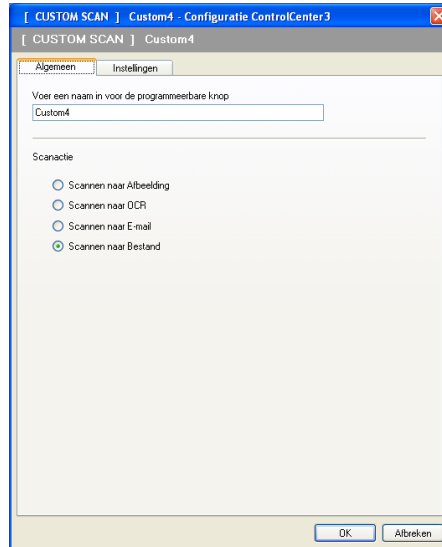 [ CUSTOM SCAN ] Custom4 - Configuratie ControlCenter3
[ CUSTOM SCAN ] Custom4
Algemeen Instellingen
Voer een naam in voor de programmeerbare knop
Custom4
Scanactie
Scannen naar Afbeelding
Scannen naar OCR
Scannen naar E-mail
Scannen naar Bestand
OK Afbreken